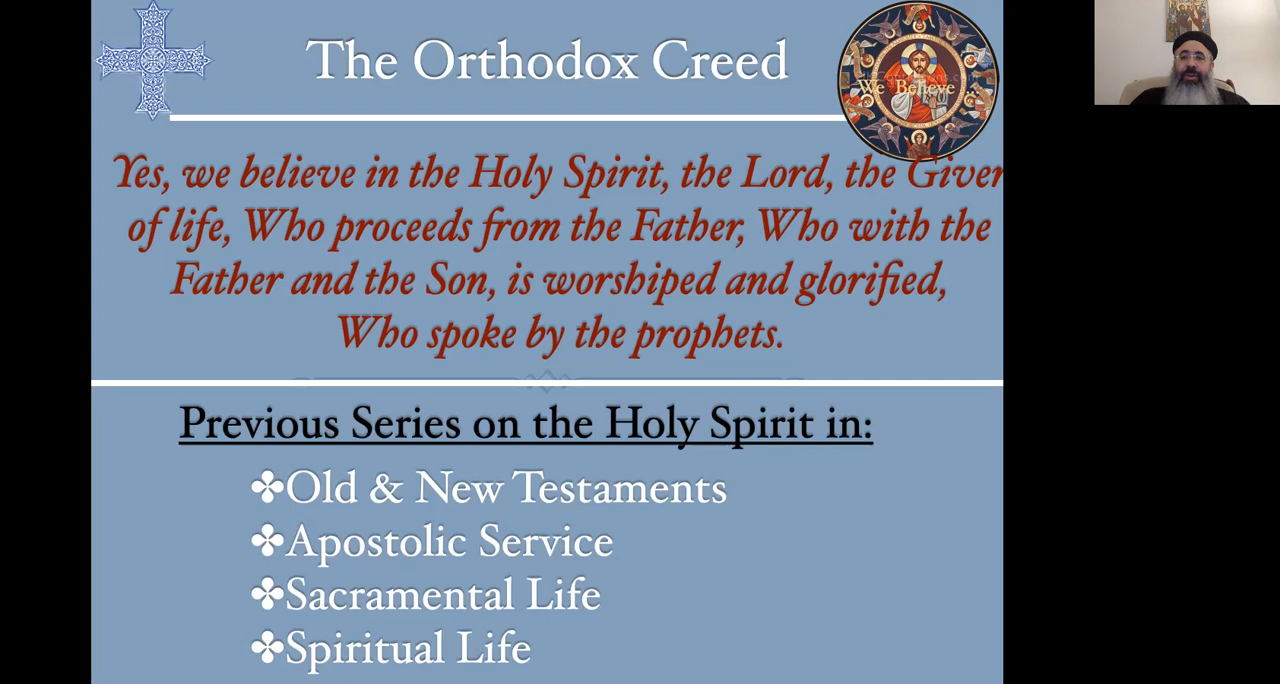 The Orthodox Creed
We Believe ...
Yes, we believe in the Holy Spirit, the Lord, the Giver
of life, Who proceeds from the Father, Who with the
Father and the Son, is worshiped and glorified,
Who spoke by the prophets.
Previous Series on the Holy Spirit in:
✤Old & New Testaments
✤Apostolic Service
✤Sacramental Life
✤Spiritual Life